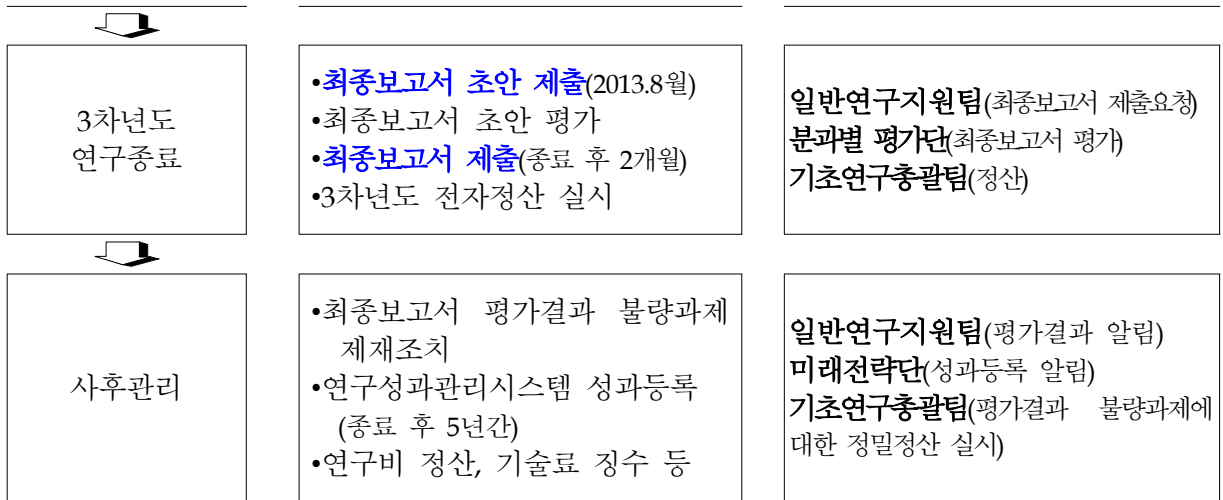 3차년도
연구종료
•최종보고서 초안 제출(2013.8월)
•최종보고서 초안 평가
•최종보고서 제출(종료 후 2개월)
•3차년도 전자정산 실시
일반연구지원팀(최종보고서 제출요청)
분과별 평가단(최종보고서 평가)
기초연구총괄팀(정산)
사후관리
•최종보고서 평가결과 불량과제
제재조치
•연구성과관리시스템 성과등록
(종료 후 5년간)
•연구비 정산, 기술료 징수 등
일반연구지원팀(평가결과 알림)
미래전략단(성과등록 알림)
기초연구총괄팀(평가결과 불량과제에
대한 정밀정산 실시)